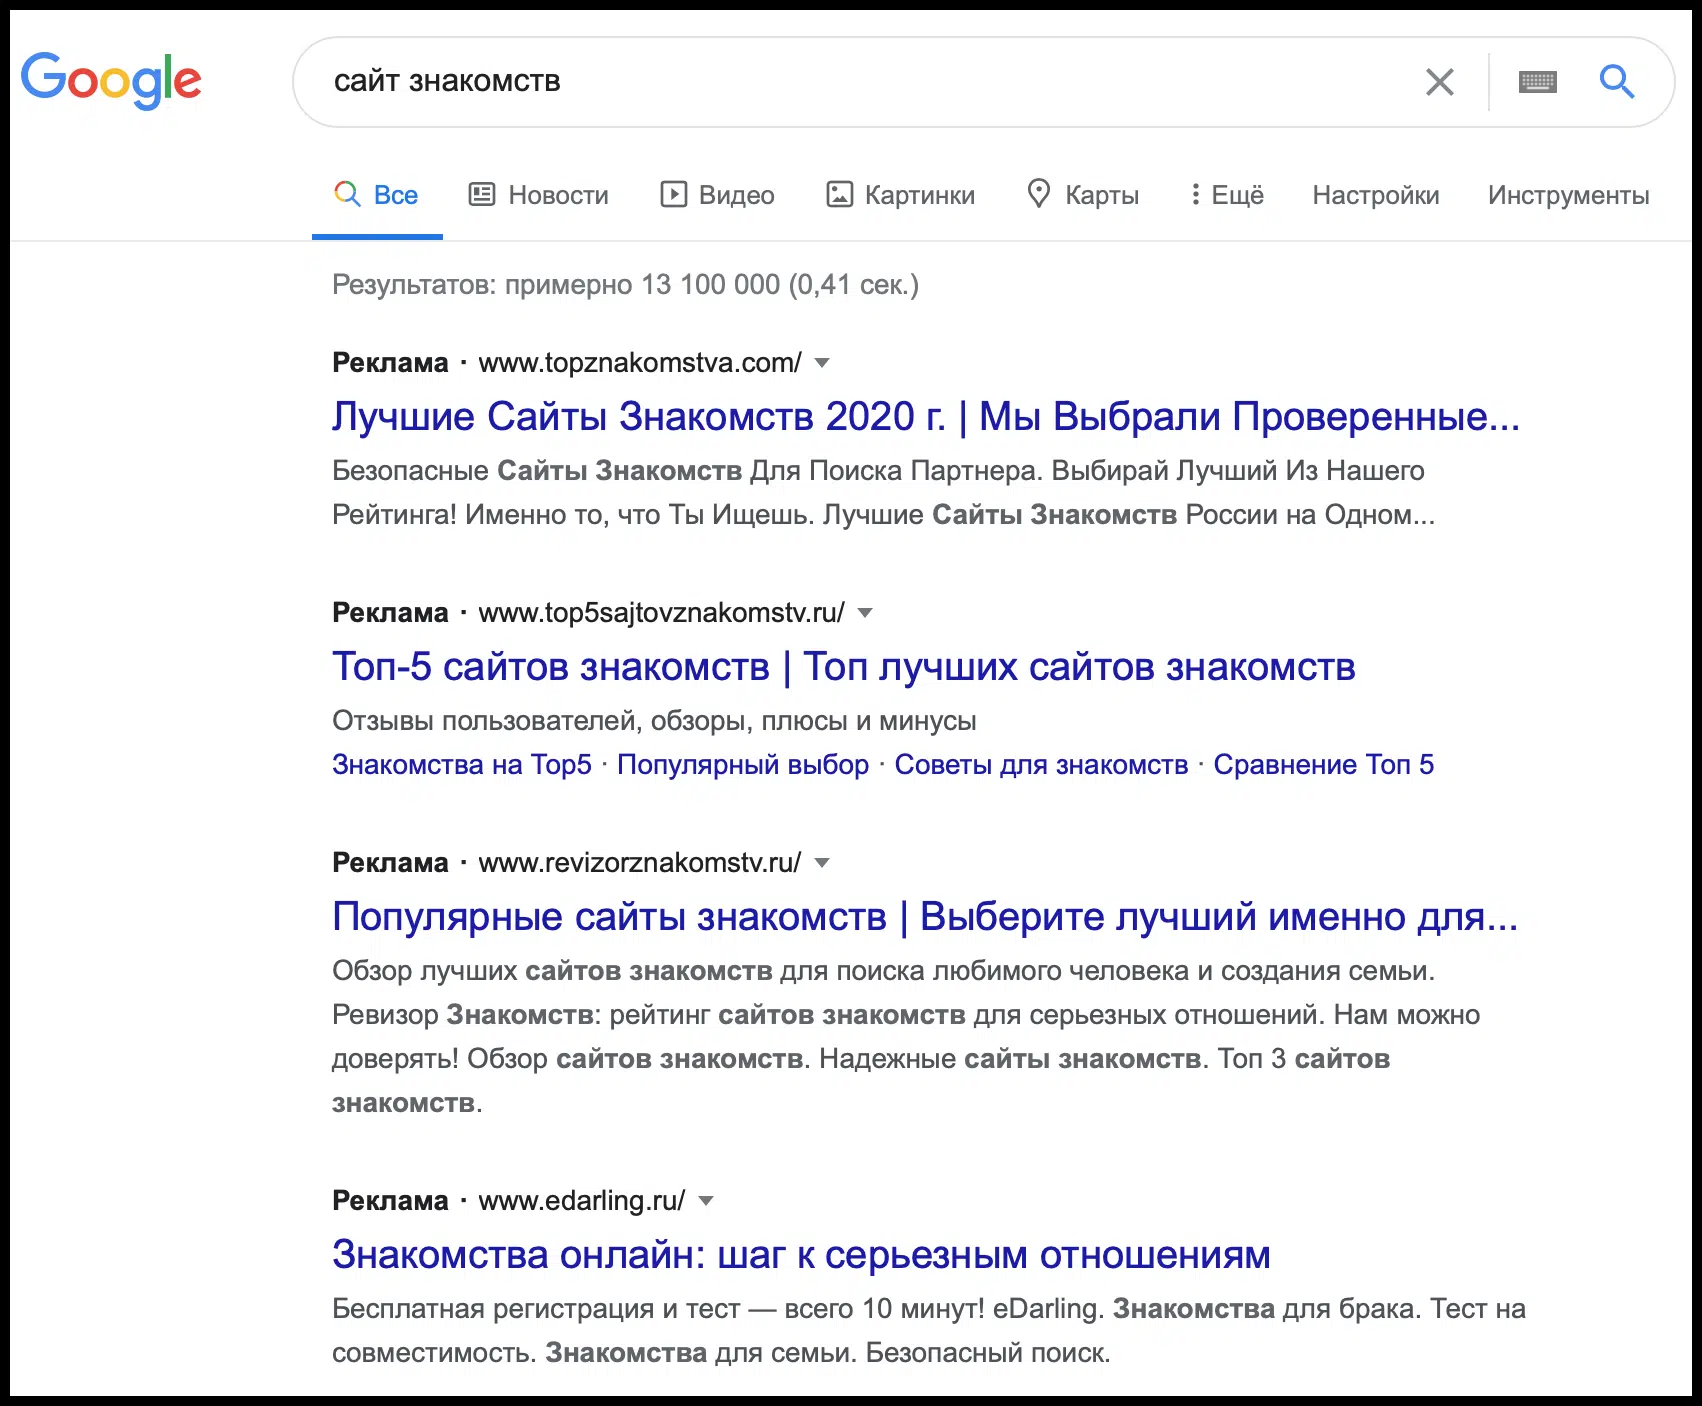 Google
сайт знакомств
Все Новости Видео Картинки Карты Ещё Настройки Инструменты
Результатов: примерно 13 100 000 (0,41 сек.)
Реклама · www.topznakomstva.com/
Лучшие Сайты Знакомств 2020 г. | Мы Выбрали Проверенные...
Безопасные Сайты Знакомств Для Поиска Партнера. Выбирай Лучший Из Нашего
Рейтинга! Именно то, что Ты Ищешь. Лучшие Сайты Знакомств России на Одном...
Реклама · www.top5sajtovznakomstv.ru/
Топ-5 сайтов знакомств | Топ лучших сайтов знакомств
Отзывы пользователей, обзоры, плюсы и минусы
Знакомства на Top5 · Популярный выбор · Советы для знакомств · Сравнение Топ 5
Реклама · www.revizorznakomstv.ru/
Популярные сайты знакомств | Выберите лучший именно для...
Обзор лучших сайтов знакомств для поиска любимого человека и создания семьи.
Ревизор Знакомств: рейтинг сайтов знакомств для серьезных отношений. Нам можно
доверять! Обзор сайтов знакомств. Надежные сайты знакомств. Топ 3 сайтов
знакомств.
Реклама · www.edarling.ru/
Знакомства онлайн: шаг к серьезным отношениям
Бесплатная регистрация и тест — всего 10 минут! eDarling. Знакомства для брака. Тест на
совместимость. Знакомства для семьи. Безопасный поиск.